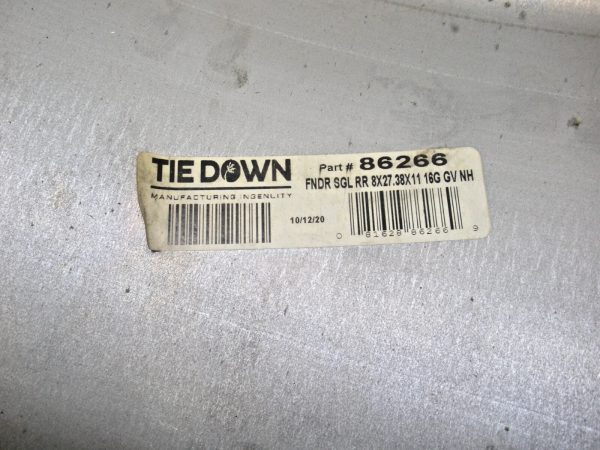 TIE DOWN
MANUFACTURING INGENUITY
Part # 86266
FNDR SGL RR 8X27.38X11 16G GV NH
10/12/20
0 81628 86266 9